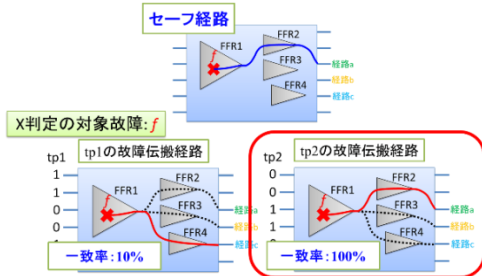 セーフ経路
FFR1
FFR2
FFR3
FFR4
f
経路a
経路b
経路c
X判定の対象故障:f
tp1の故障伝搬経路
tp1
1
1
0
0
1
f
FFR1
FFR2
FFR3
FFR4
経路a
経路b
経路c
一致率:10%
tp2の故障伝搬経路
tp2
0
0
1
1
0
f
FFR1
FFR2
FFR3
FFR4
経路a
経路b
経路c
一致率:100%